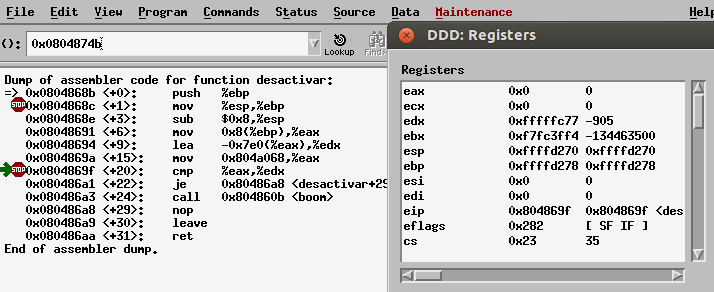 File Edit View Program Commands Status Source Data Maintenance Help
(): 0x0804874b
Lookup
DDD: Registers
Registers
Dump of assembler code for function desactivar:
=> 0x0804868b <+0>: push %ebp
STOP 0x0804868c <+1>: mov %esp,%ebp
0x0804868e <+3>: sub $0x8,%esp
0x08048691 <+6>: mov 0x8(%ebp),%eax
0x08048694 <+9>: lea -0x7e0(%eax),%edx
0x0804869a <+15>: mov 0x804a068,%eax
STOP 0x0804869f <+20>: cmp %eax,%edx
0x080486a1 <+22>: je 0x80486a8 <desactivar+29
0x080486a3 <+24>: call 0x804860b <boom>
0x080486a8 <+29>: nop
0x080486a9 <+30>: leave
0x080486aa <+31>: ret
End of assembler dump.
eax 0x0 0
ecx 0x0 0
edx 0xfffffc77 -905
ebx 0xf7fc3ff4 -134463500
esp 0xffffd270 0xffffd270
ebp 0xffffd278 0xffffd278
esi 0x0 0
edi 0x0 0
eip 0x804869f 0x804869f <des
eflags 0x282 [ SF IF ]
cs 0x23 35